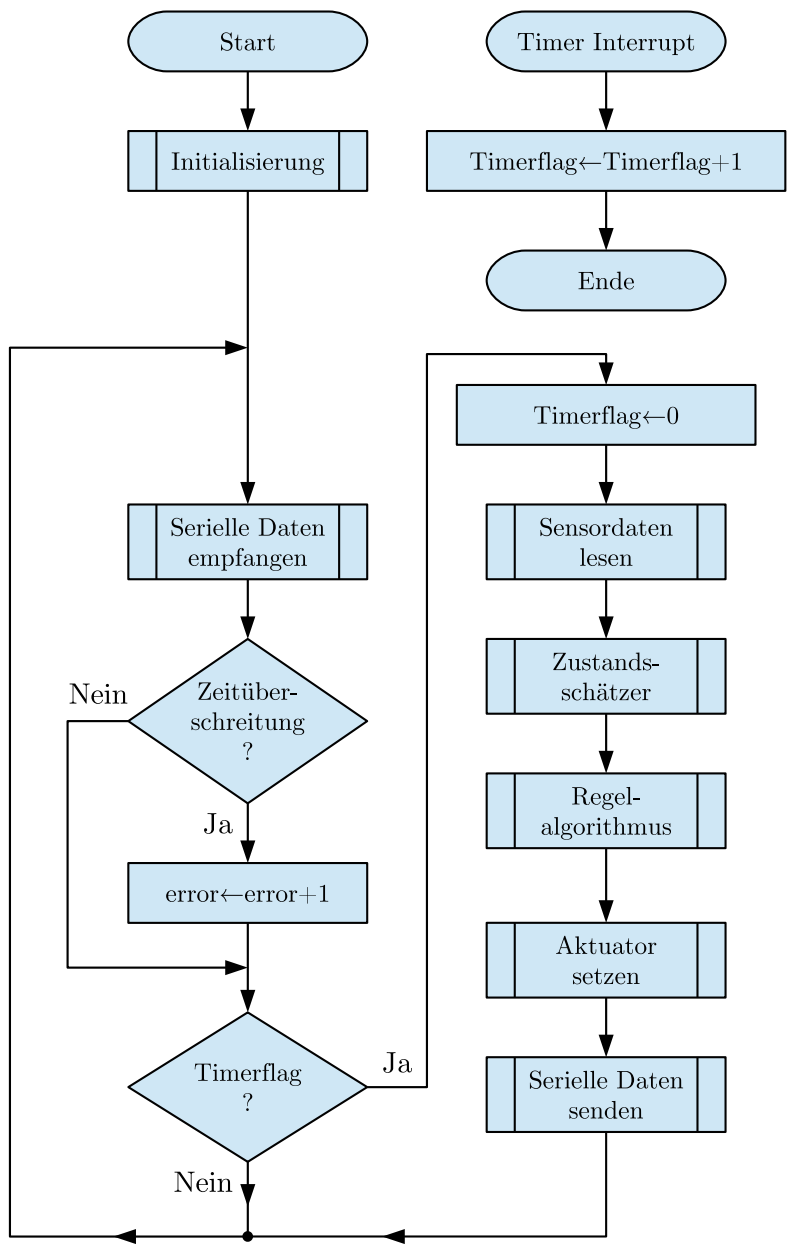 Start
Initialisierung
Serielle Daten
empfangen
Zeitüber-
schreitung
?
Nein
Ja
error←error+1
Timerflag
?
Ja
Nein
Timer Interrupt
Timerflag←Timerflag+1
Ende
Timerflag←0
Sensordaten
lesen
Zustands-
schätzer
Regel-
algorithmus
Aktuator
setzen
Serielle Daten
senden